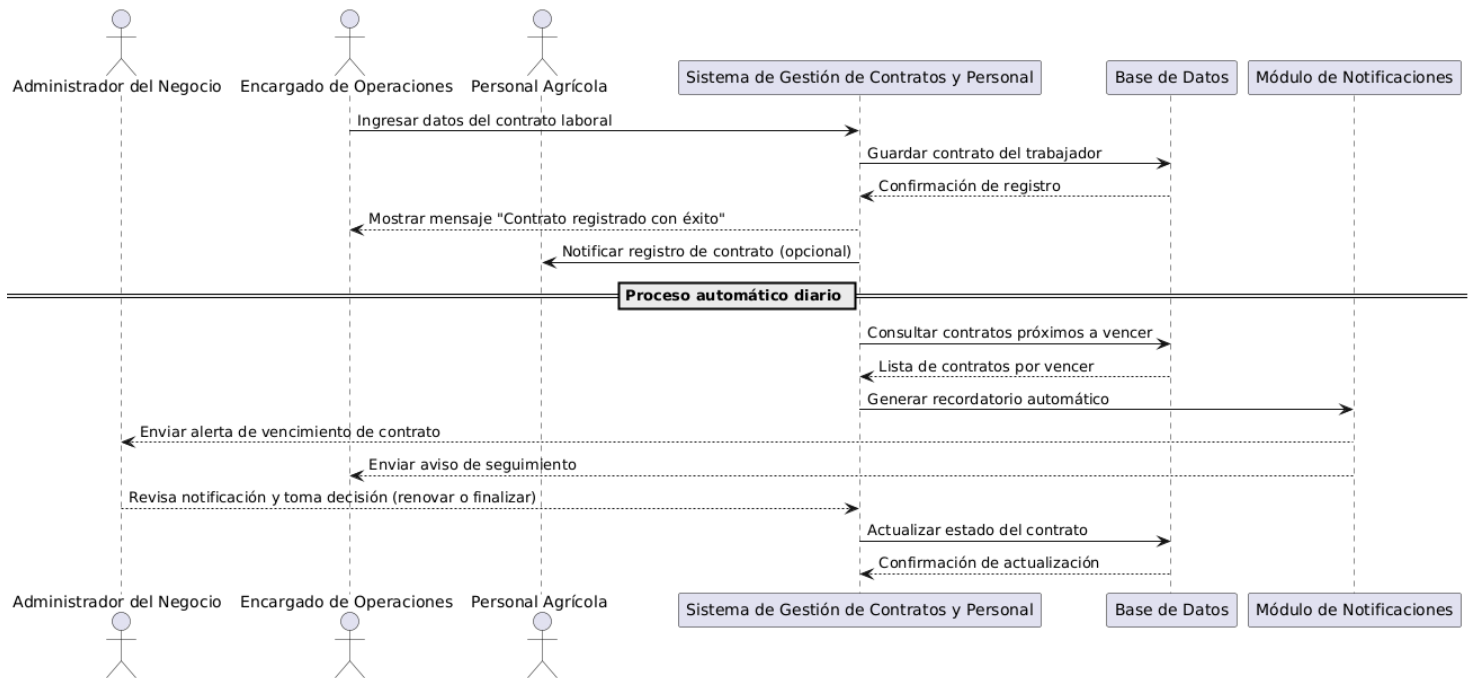 Administrador del Negocio
Encargado de Operaciones
Personal Agrícola
Sistema de Gestión de Contratos y Personal
Base de Datos
Módulo de Notificaciones
Ingresar datos del contrato laboral
Guardar contrato del trabajador
Confirmación de registro
Mostrar mensaje "Contrato registrado con éxito"
Notificar registro de contrato (opcional)
Proceso automático diario
Consultar contratos próximos a vencer
Lista de contratos por vencer
Generar recordatorio automático
Enviar alerta de vencimiento de contrato
Enviar aviso de seguimiento
Revisa notificación y toma decisión (renovar o finalizar)
Actualizar estado del contrato
Confirmación de actualización
Administrador del Negocio
Encargado de Operaciones
Personal Agrícola
Sistema de Gestión de Contratos y Personal
Base de Datos
Módulo de Notificaciones